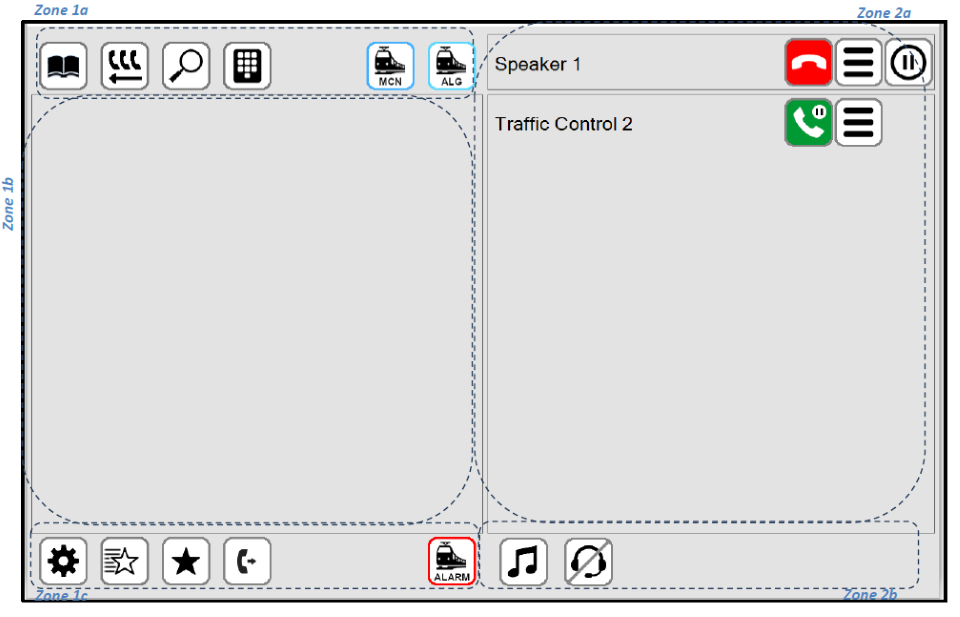 Zone 1a
Zone 2a
MCN
ALG
Speaker 1
Traffic Control 2
Zone 1b
ALARM
Zone 1c
Zone 2b